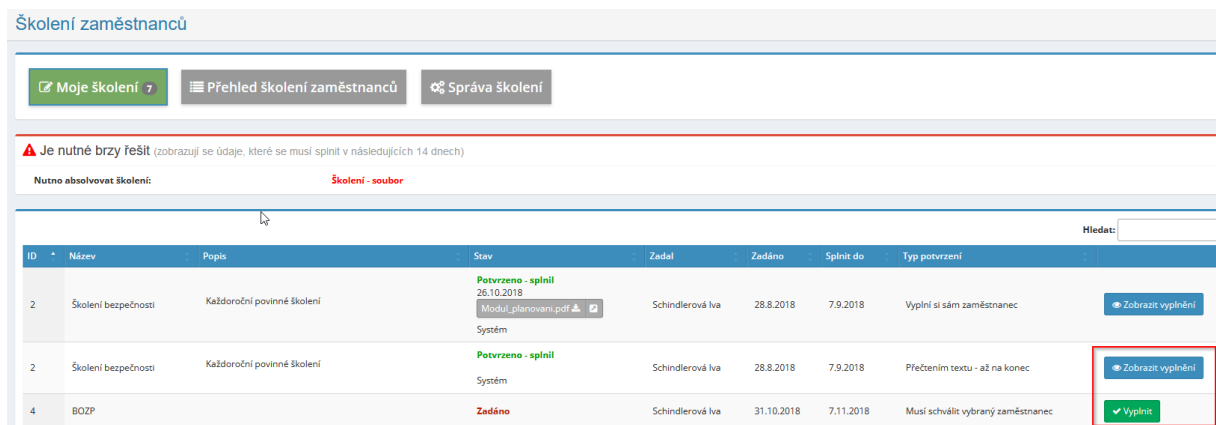 Školení zaměstnanců
Moje školení 7 Přehled školení zaměstnanců Správa školení
Je nutné brzy řešit (zobrazují se údaje, které se musí splnit v následujících 14 dnech)
Nutno absolvovat školení: Školení - soubor
Hledat:
ID Název Popis Stav Zadal Zadáno Splnit do Typ potvrzení
Potvrzeno - splnil
26.10.2018
2 Školení bezpečnosti Každoroční povinné školení Modul_planovani.pdf Schindlerová Iva 28.8.2018 7.9.2018 Vyplní si sám zaměstnanec Zobrazit vyplnění
Systém
Potvrzeno - splnil
2 Školení bezpečnosti Každoroční povinné školení Schindlerová Iva 28.8.2018 7.9.2018 Přečtením textu - až na konec Zobrazit vyplnění
Systém
4 BOZP Zadáno Schindlerová Iva 31.10.2018 7.11.2018 Musí schválit vybraný zaměstnanec Vyplnit